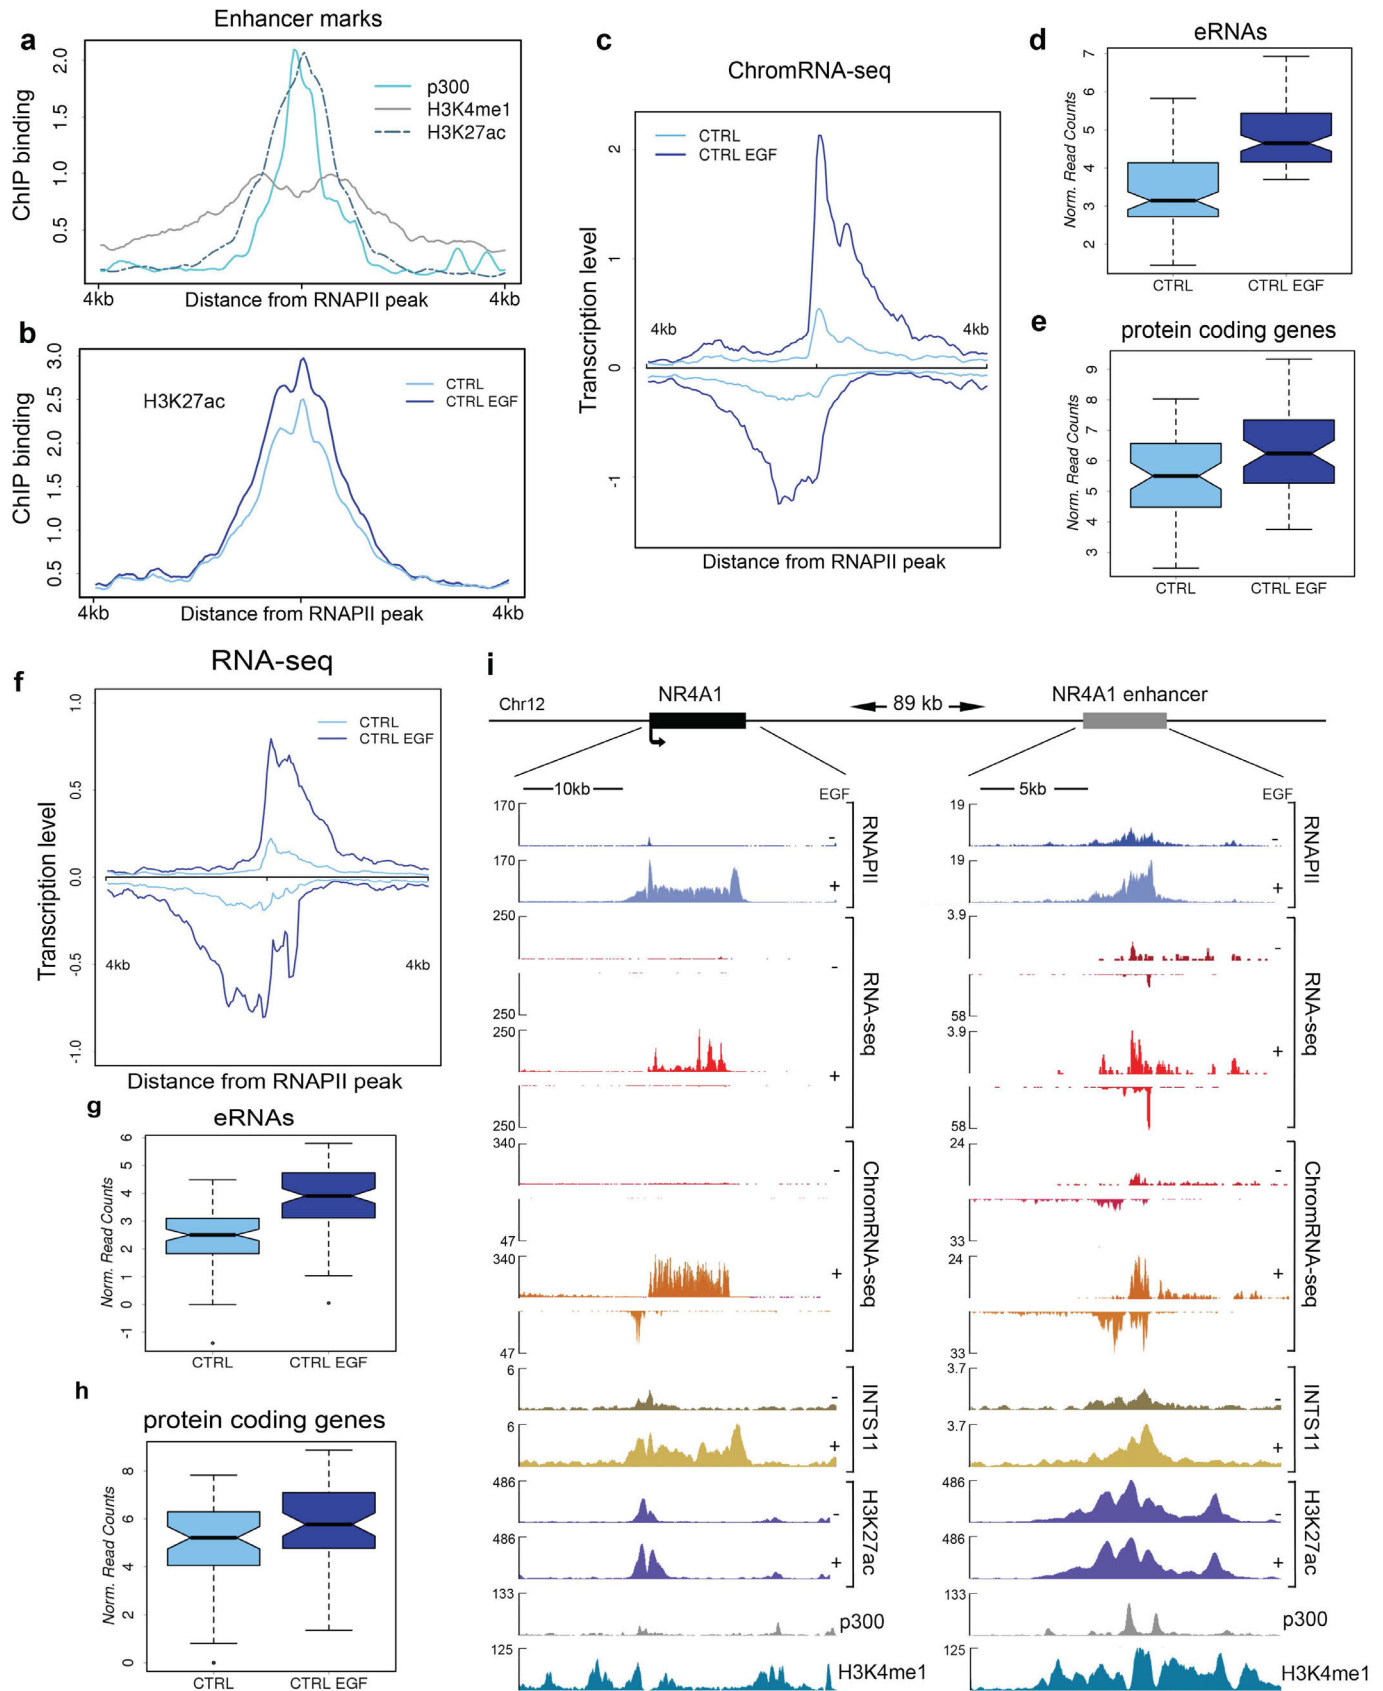 a
Enhancer marks
ChIP binding
2.0
1.5
1.0
0.5
p300
H3K4me1
H3K27ac
4kb
Distance from RNAPII peak
4kb
b
ChIP binding
3.0
2.5
2.0
1.5
1.0
0.5
H3K27ac
CTRL
CTRL EGF
4kb
Distance from RNAPII peak
4kb
c
ChromRNA-seq
Transcription level
2
1
0
-1
CTRL
CTRL EGF
4kb
4kb
Distance from RNAPII peak
d
eRNAs
Norm. Read Counts
7
6
5
4
3
2
CTRL
CTRL EGF
e
protein coding genes
Norm. Read Counts
9
8
7
6
5
4
3
CTRL
CTRL EGF
f
RNA-seq
Transcription level
1.0
0.5
0.0
-0.5
-1.0
CTRL
CTRL EGF
4kb
4kb
Distance from RNAPII peak
g
eRNAs
Norm. Read Counts
6
5
4
3
2
1
0
-1
CTRL
CTRL EGF
h
protein coding genes
Norm. Read Counts
8
6
4
2
0
CTRL
CTRL EGF
i
Chr12
NR4A1
89 kb
NR4A1 enhancer
10kb
EGF
170
-
170
+
RNAPII
250
-
250
250
+
250
RNA-seq
340
-
47
340
+
47
ChromRNA-seq
6
-
6
+
INTS11
486
-
486
+
H3K27ac
133
p300
125
H3K4me1
5kb
EGF
19
-
19
+
RNAPII
3.9
-
58
3.9
+
58
RNA-seq
24
-
33
24
+
33
ChromRNA-seq
3.7
-
3.7
+
INTS11
486
-
486
+
H3K27ac
133
p300
125
H3K4me1